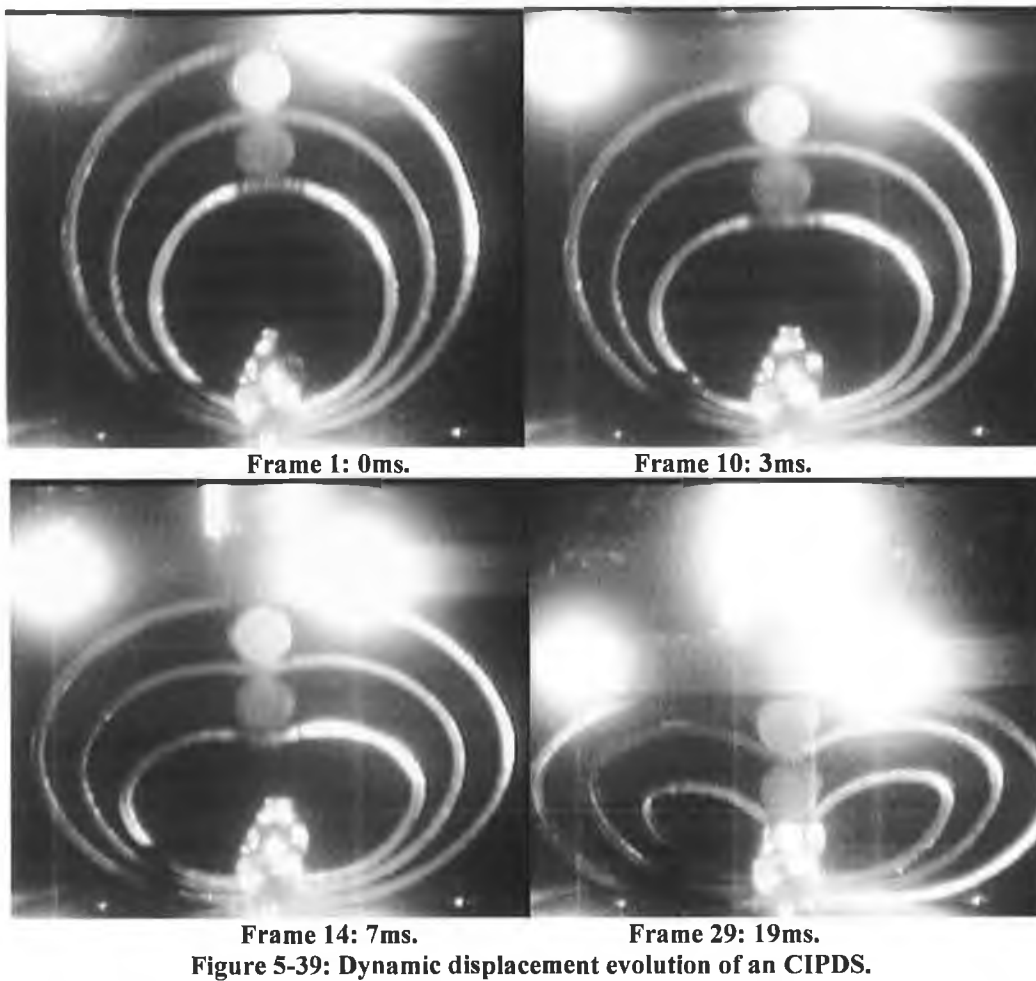 Frame 1: 0ms.
Frame 10: 3ms.
Frame 14: 7ms.
Frame 29: 19ms.
Figure 5-39: Dynamic displacement evolution of an CIPDS.